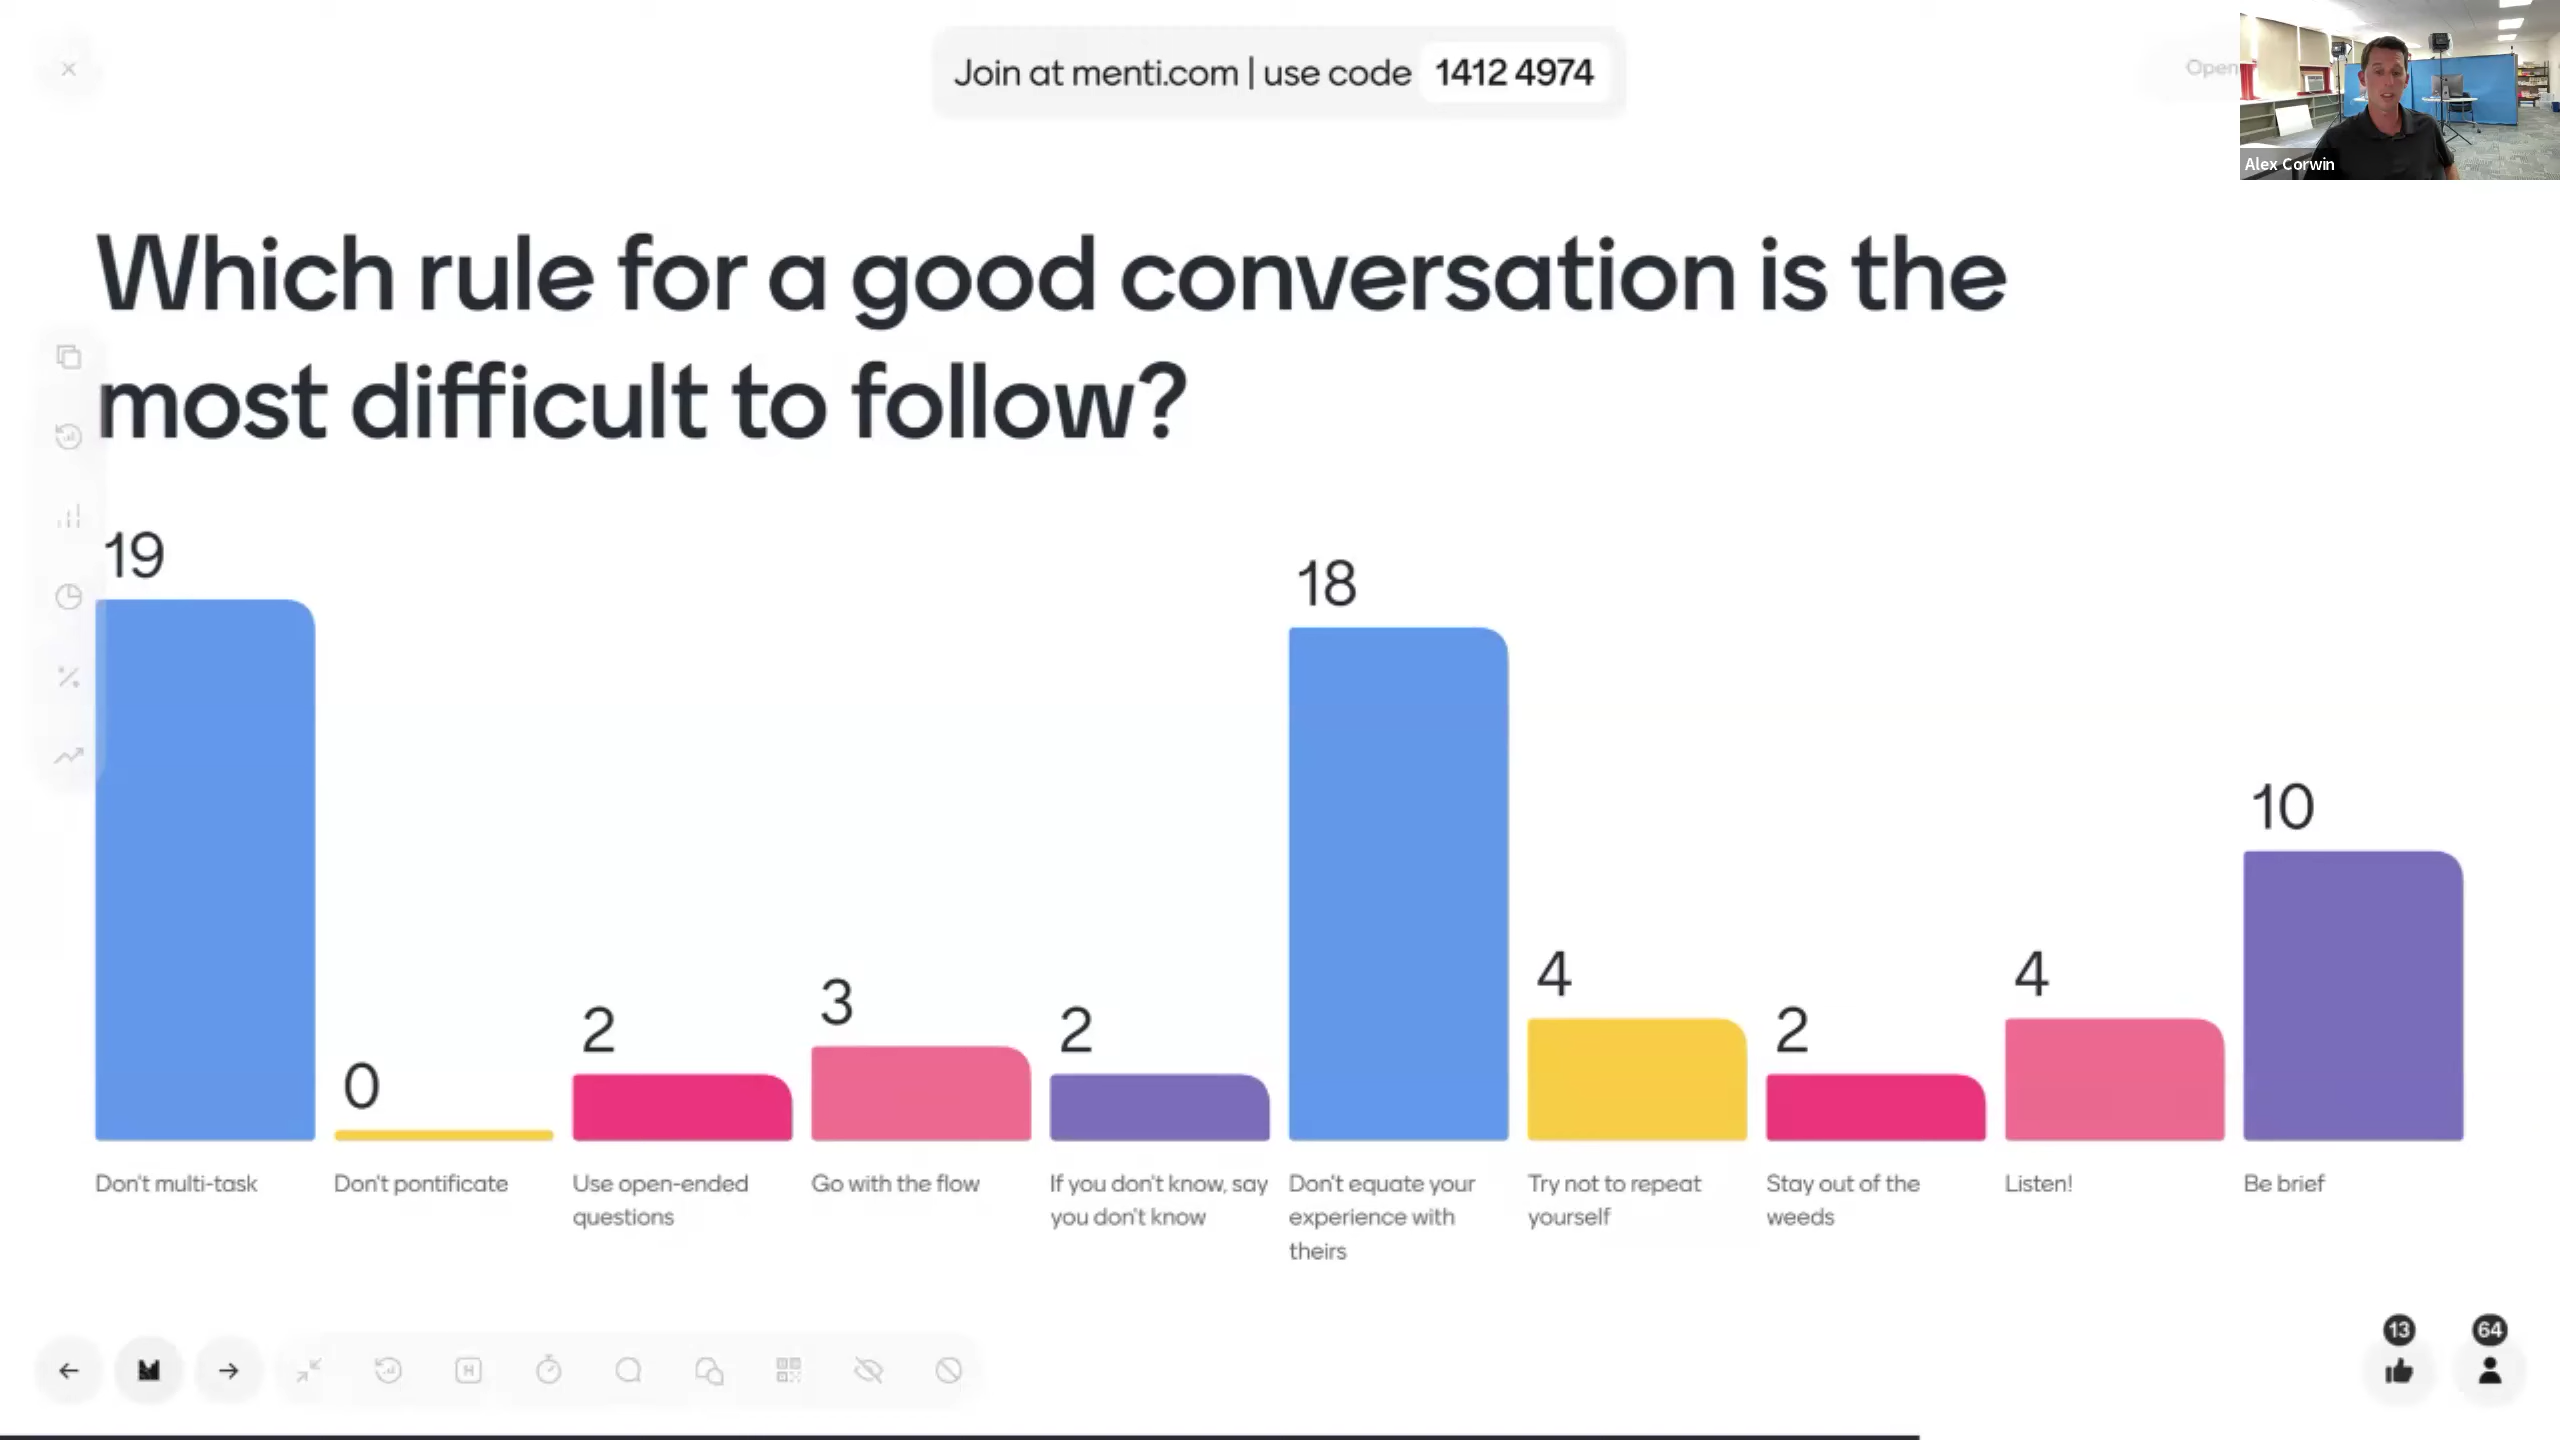 Join at menti.com | use code 1412 4974
Open
Alex Corwin
Which rule for a good conversation is the
most difficult to follow?
19
0
2
3
2
18
4
2
4
10
Don't multi-task
Don't pontificate
Use open-ended
questions
Go with the flow
If you don't know, say
you don't know
Don't equate your
experience with
theirs
Try not to repeat
yourself
Stay out of the
weeds
Listen!
Be brief
13
64